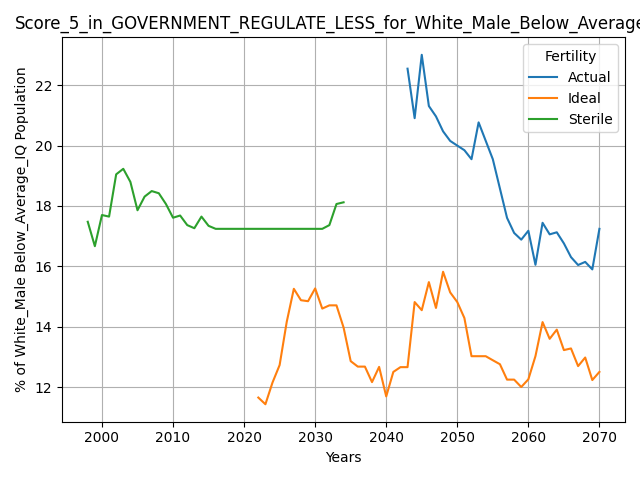 Score_5_in_GOVERNMENT_REGULATE_LESS_for_White_Male_Below_Average
Fertility
Actual
Ideal
Sterile
% of White_Male Below_Average_IQ Population
22
20
18
16
14
12
2000 2010 2020 2030 2040 2050 2060 2070
Years